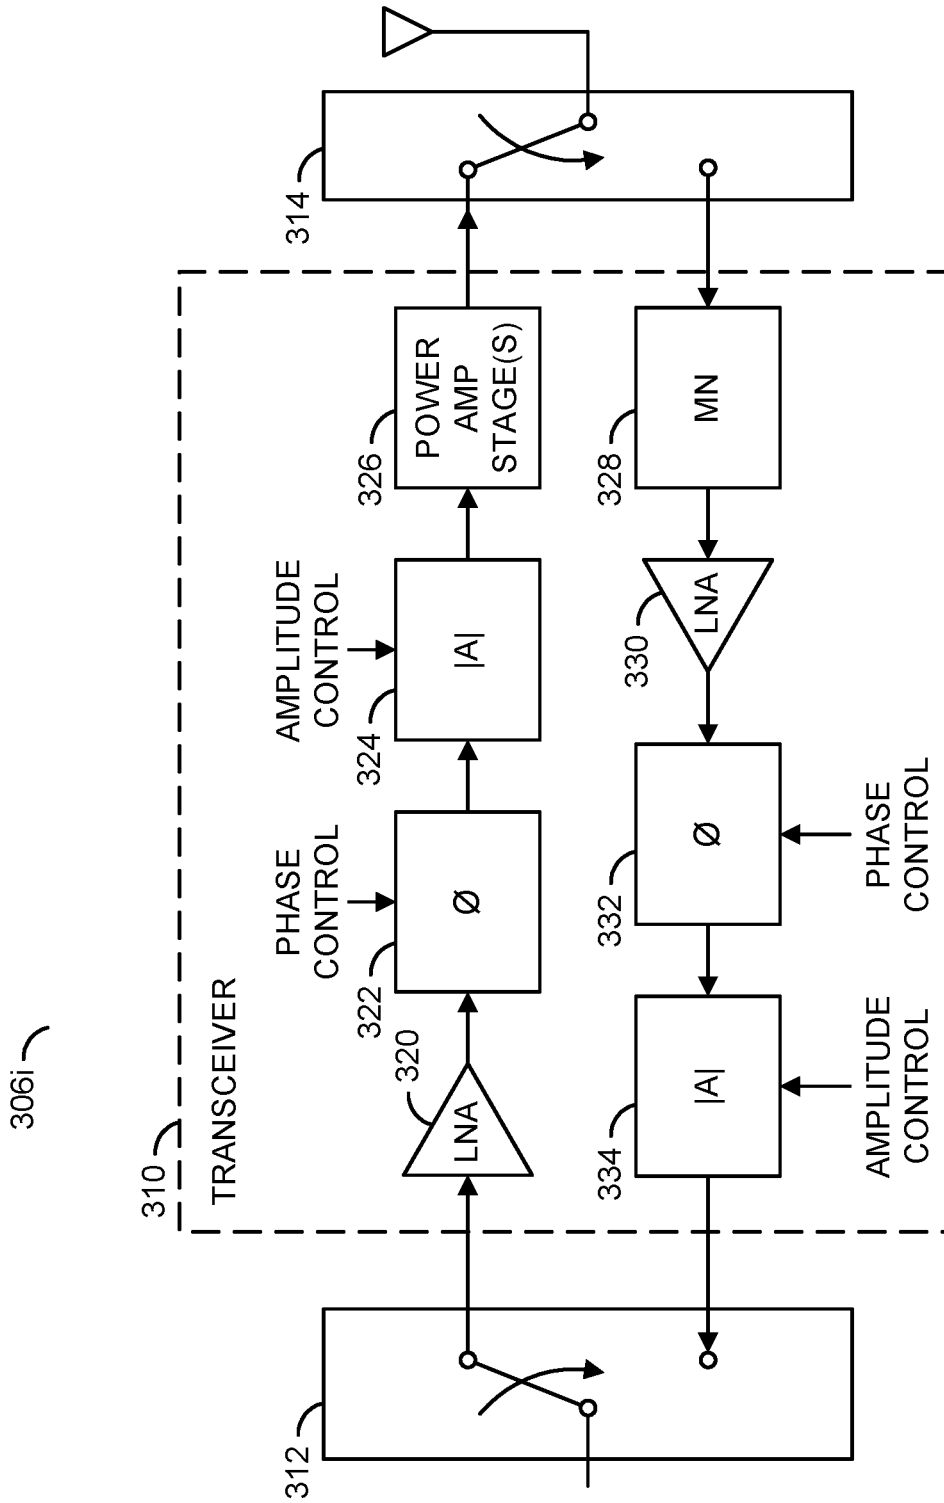 306i
310
TRANSCEIVER
312
314
320
LNA
PHASE
CONTROL
322
Ø
AMPLITUDE
CONTROL
324
|A|
326
POWER
AMP
STAGE(S)
328
MN
330
LNA
332
Ø
PHASE
CONTROL
334
|A|
AMPLITUDE
CONTROL